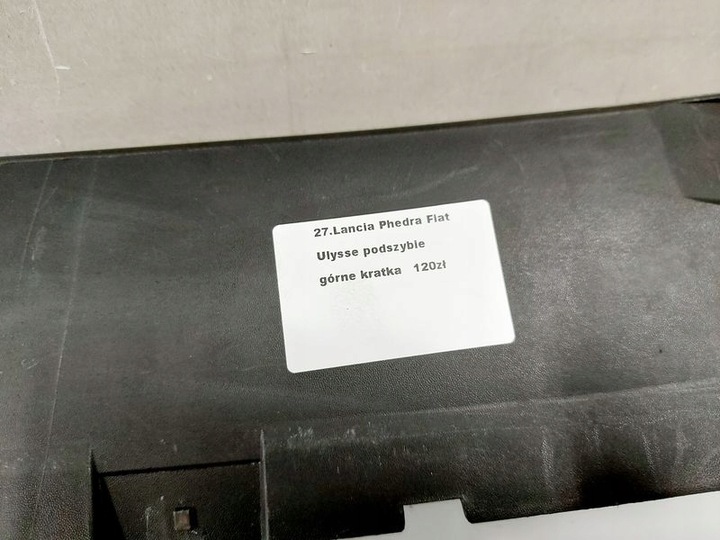 27.Lancia Phedra Fiat
Ulysse podszybie
górne kratka 120zł